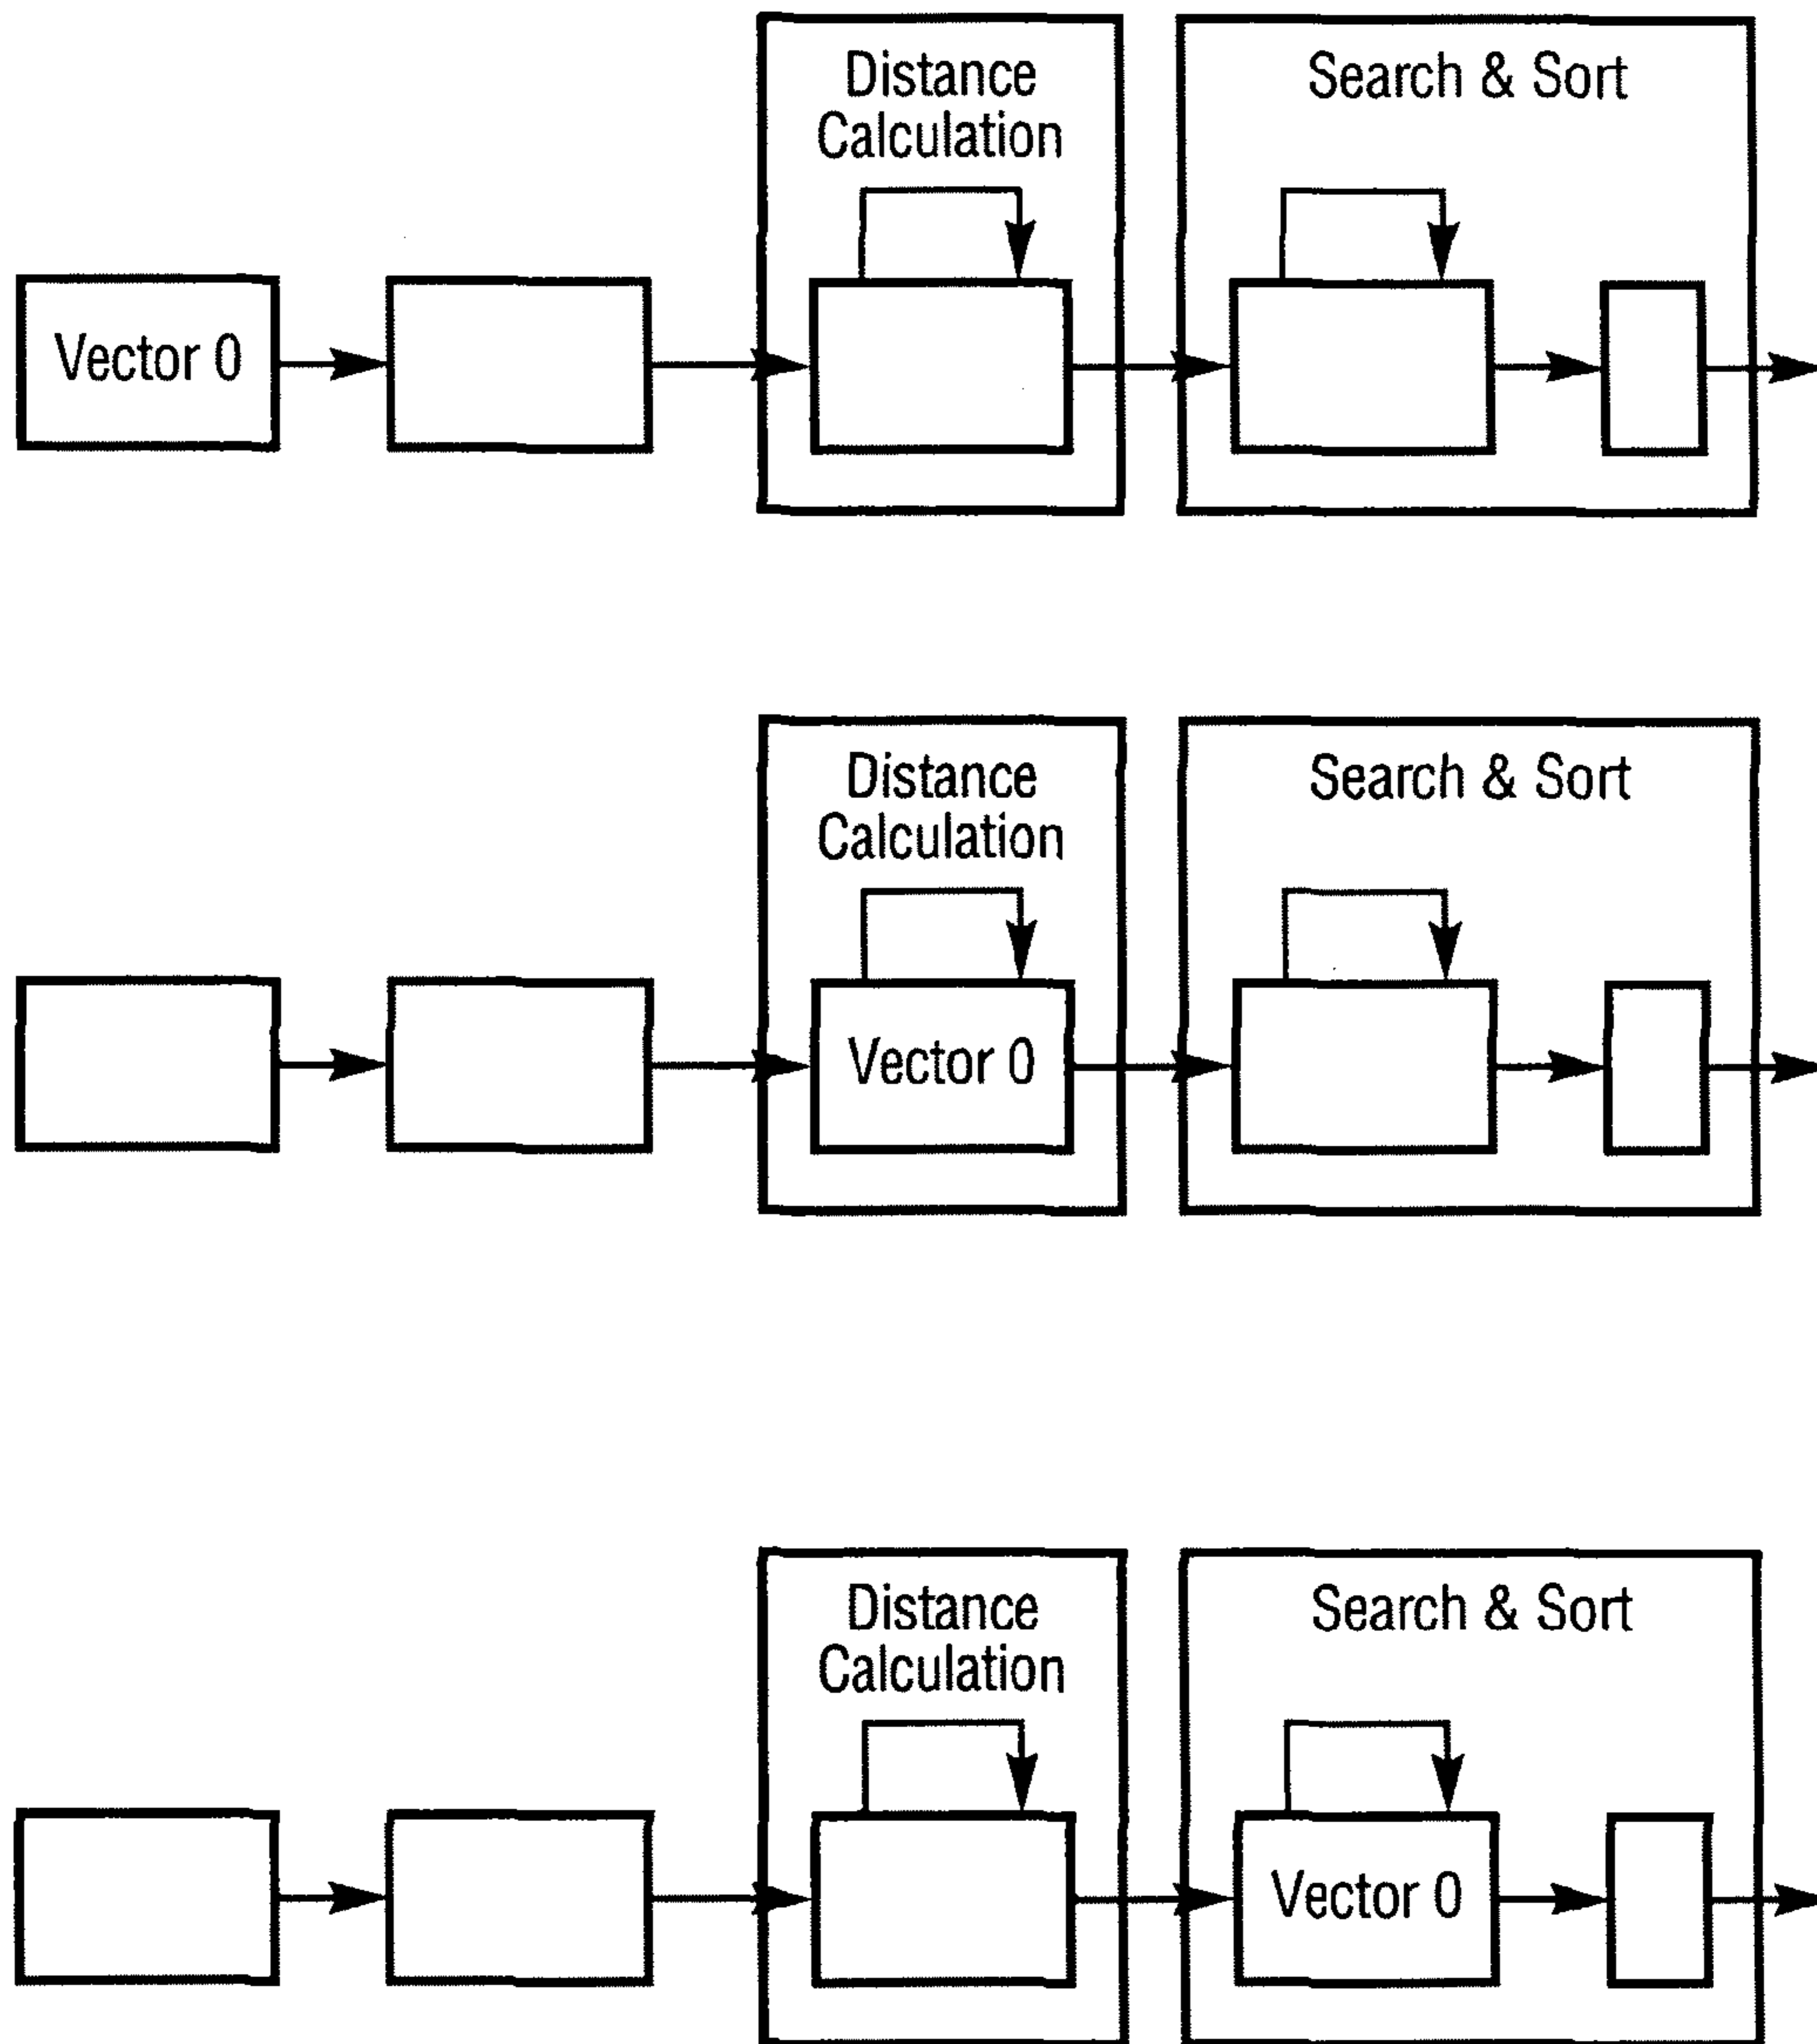 Distance
Calculation
Search & Sort
Vector 0
Distance
Calculation
Search & Sort
Vector 0
Distance
Calculation
Search & Sort
Vector 0